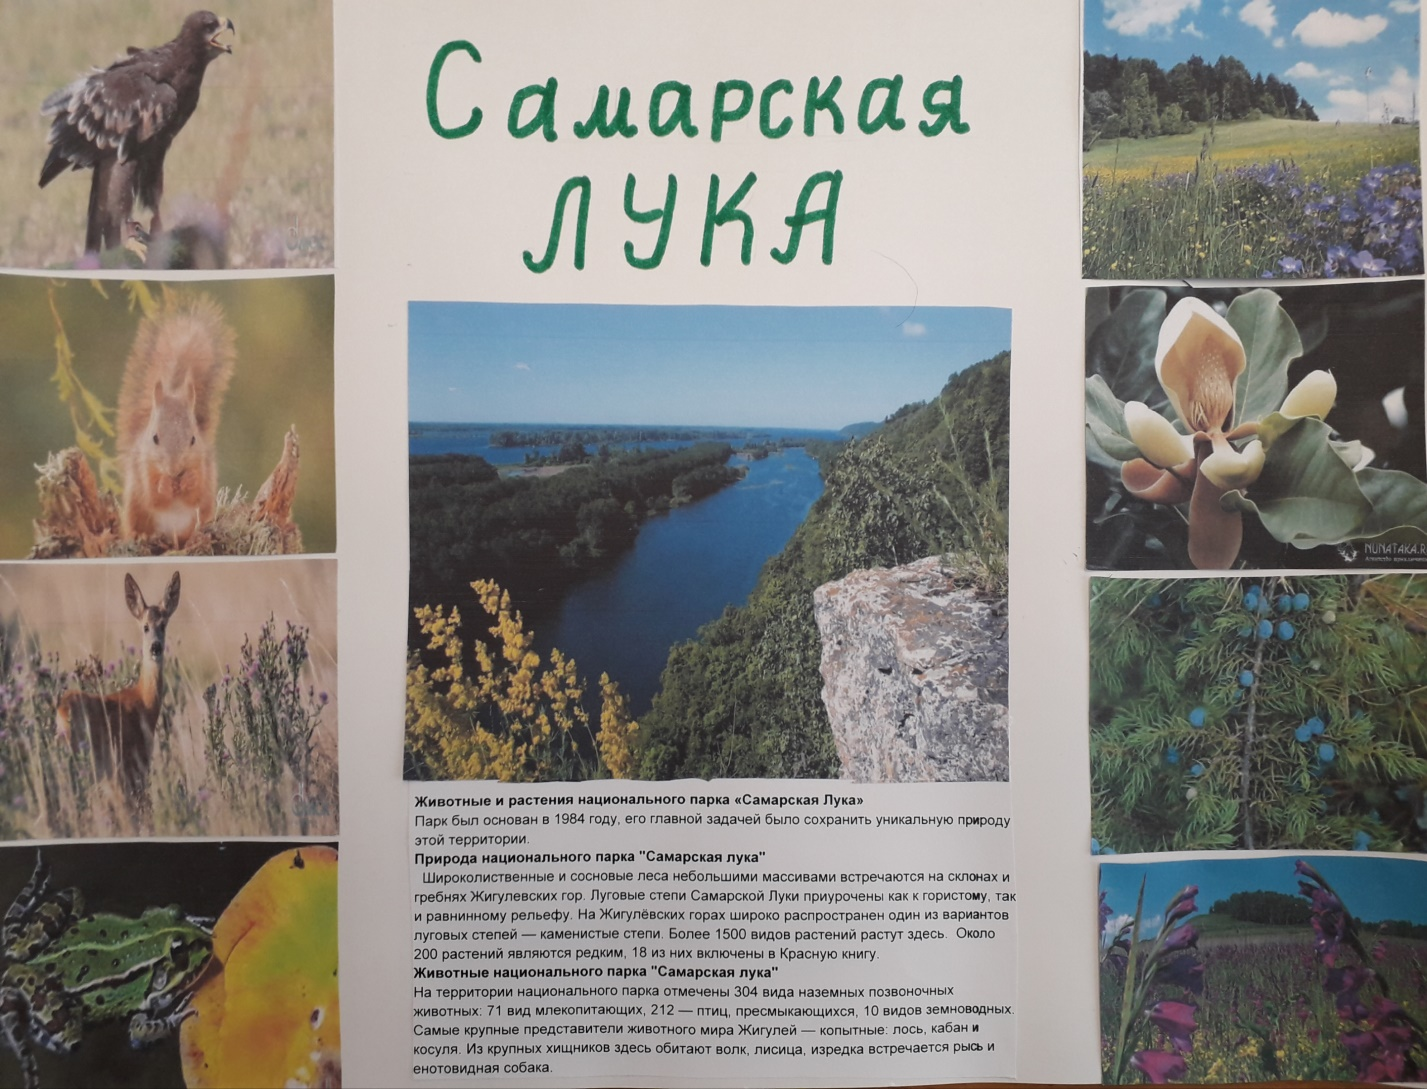 Самарская
ЛУКА
NUNATAKA.R
Животные и растения национального парка «Самарская Лука»
Парк был основан в 1984 году, его главной задачей было сохранить уникальную природу
этой территории.
Природа национального парка "Самарская лука"
Широколиственные и сосновые леса небольшими массивами встречаются на склонах и
гребнях Жигулевских гор. Луговые степи Самарской Луки приурочены как к гористому, так
и равнинному рельефу. На Жигулёвских горах широко распространен один из вариантов
луговых степей — каменистые степи. Более 1500 видов растений растут здесь. Около
200 растений являются редким, 18 из них включены в Красную книгу.
Животные национального парка "Самарская лука"
На территории национального парка отмечены 304 вида наземных позвоночных
животных: 71 вид млекопитающих, 212 — птиц, пресмыкающихся, 10 видов земноводных.
Самые крупные представители животного мира Жигулей — копытные: лось, кабан и
косуля. Из крупных хищников здесь обитают волк, лисица, изредка встречается рысь и
енотовидная собака.